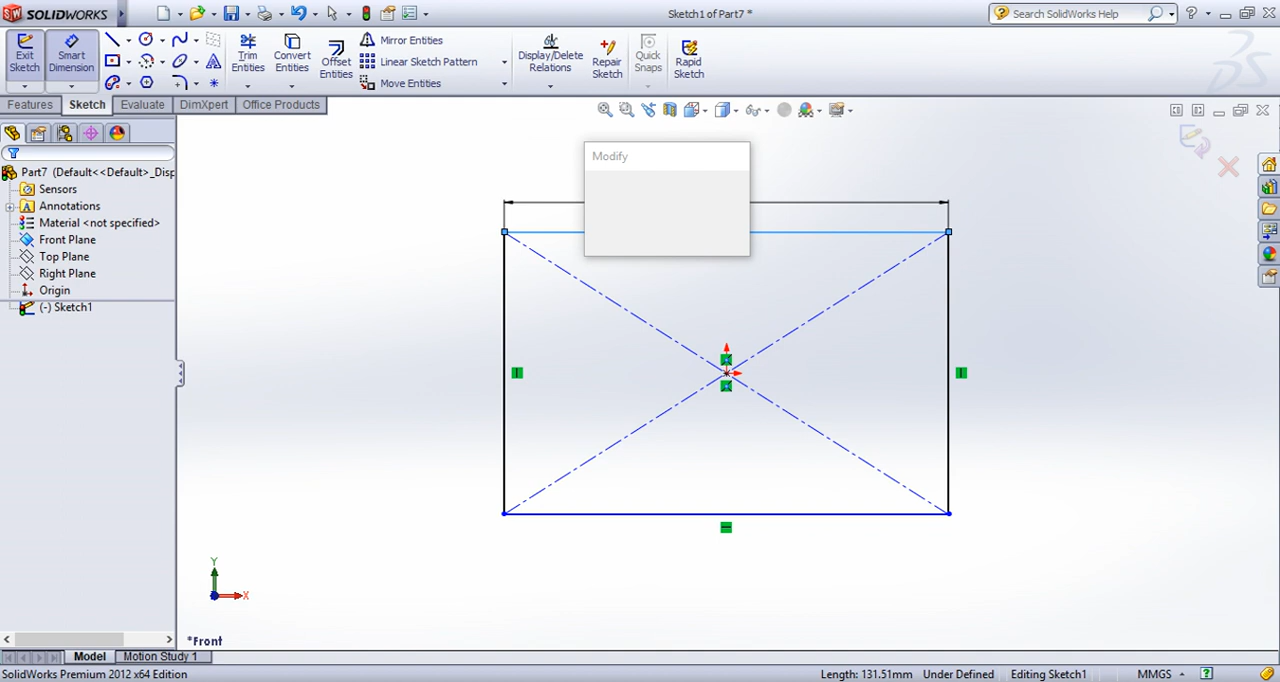 SOLIDWORKS
Sketch1 of Part7 *
Search SolidWorks Help
Exit Sketch
Smart Dimension
Trim Entities
Convert Entities
Offset Entities
Mirror Entities
Linear Sketch Pattern
Move Entities
Display/Delete Relations
Repair Sketch
Quick Snaps
Rapid Sketch
Features
Sketch
Evaluate
DimXpert
Office Products
Part7 (Default<<Default>_Disp
Sensors
Annotations
Material <not specified>
Front Plane
Top Plane
Right Plane
Origin
(-) Sketch1
Modify
Y
X
*Front
Model
Motion Study 1
SolidWorks Premium 2012 x64 Edition
Length: 131.51mm
Under Defined
Editing Sketch1
MMGS